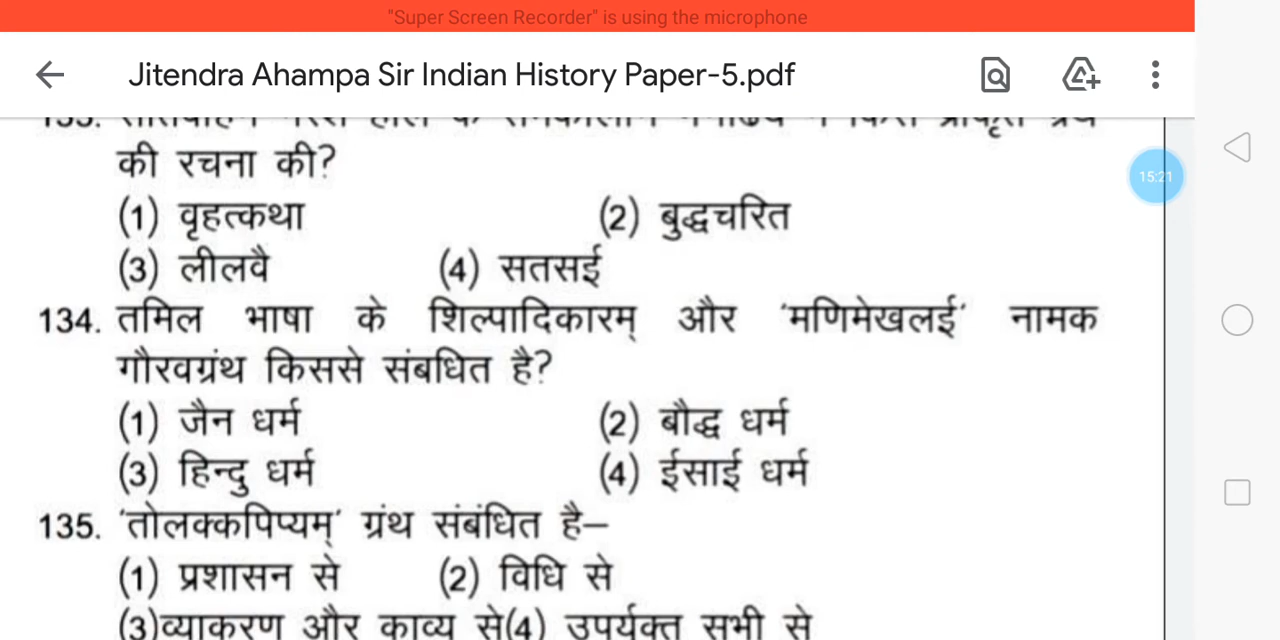 "Super Screen Recorder" is using the microphone
Jitendra Ahampa Sir Indian History Paper-5.pdf
की रचना की?
15:21
(1) वृहत्कथा (2) बुद्धचरित
(3) लीलवै (4) सतसई
134. तमिल भाषा के शिल्पादिकारम् और 'मणिमेखलई' नामक
गौरवग्रंथ किससे संबधित है?
(1) जैन धर्म (2) बौद्ध धर्म
(3) हिन्दु धर्म (4) ईसाई धर्म
135. 'तोलक्कपिप्यम्' ग्रंथ संबंधित है–
(1) प्रशासन से (2) विधि से
(3)व्याकरण और काव्य से(4) उपर्यक्त सभी से